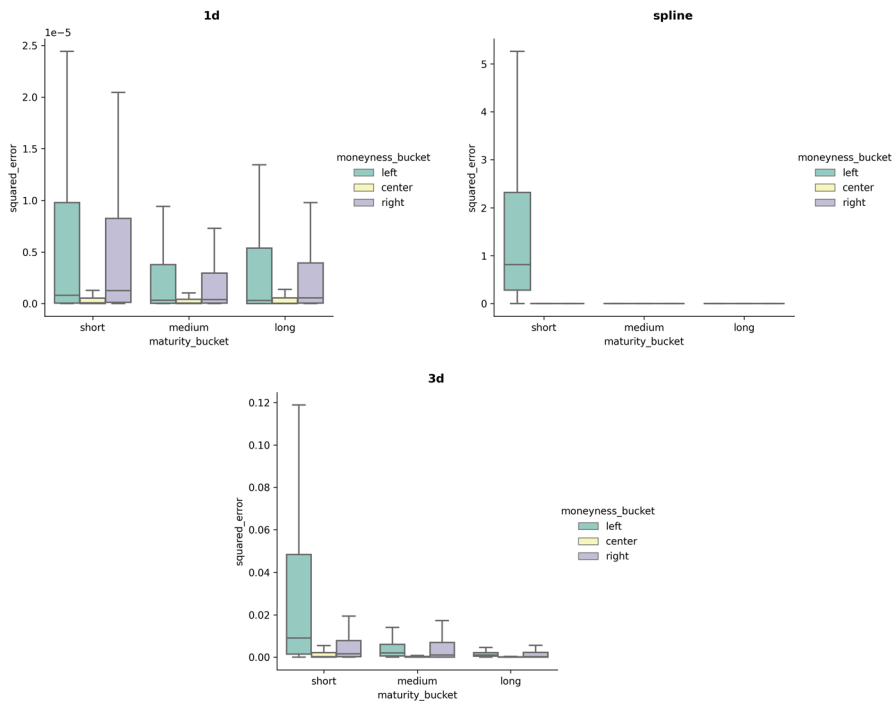 1d
1e−5
2.5
2.0
1.5
1.0
0.5
0.0
squared_error
short
medium
long
maturity_bucket
moneyness_bucket
left
center
right
spline
5
4
3
2
1
0
squared_error
short
medium
long
maturity_bucket
moneyness_bucket
left
center
right
3d
0.12
0.10
0.08
0.06
0.04
0.02
0.00
squared_error
short
medium
long
maturity_bucket
moneyness_bucket
left
center
right